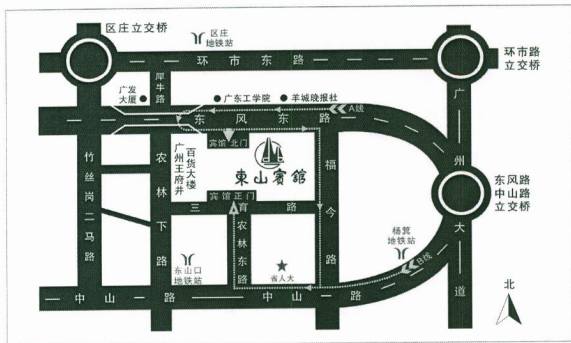 区庄立交桥
区庄
地铁站
环市东路
环市路
立交桥
广发
大厦
犀牛路
广东工学院
羊城晚报社
A线
东风东路
广州大道
竹丝岗二马路
农林下路
广州王府井
百货大楼
宾馆北门
東山賓館
宾馆正门
福今路
三育路
农林东路
东风路
中山路
立交桥
杨箕
地铁站
B线
东山口
地铁站
省人大
中山一路
中山一路
北